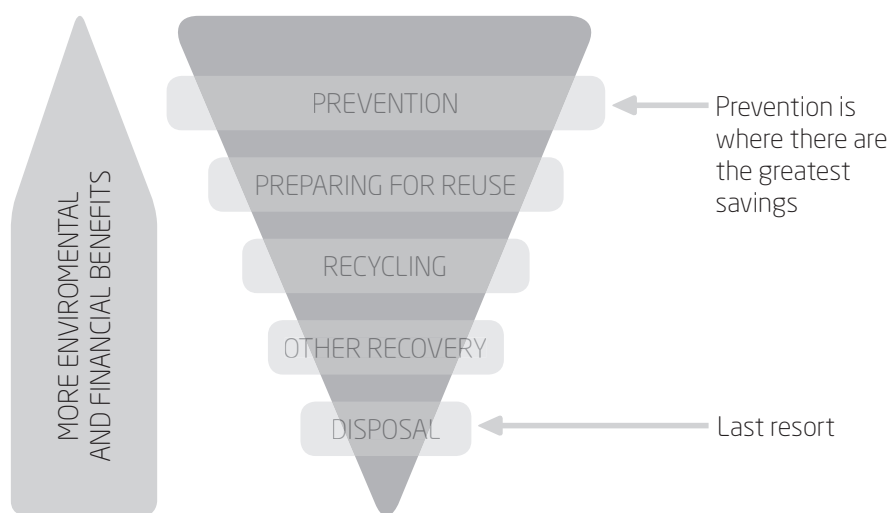 MORE ENVIROMENTAL
AND FINANCIAL BENEFITS
PREVENTION
PREPARING FOR REUSE
RECYCLING
OTHER RECOVERY
DISPOSAL
Prevention is
where there are
the greatest
savings
Last resort